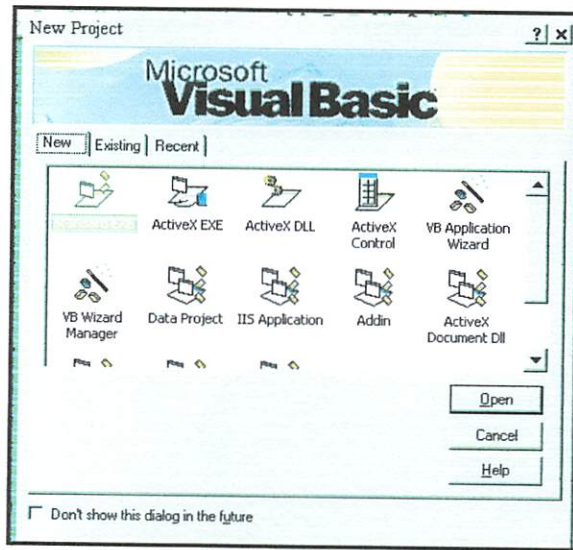 New Project
? x
Microsoft
Visual Basic
New Existing Recent
ActiveX EXE ActiveX DLL ActiveX Control VB Application Wizard
VB Wizard Manager Data Project IIS Application Addin ActiveX Document Dll
Open
Cancel
Help
Don't show this dialog in the future